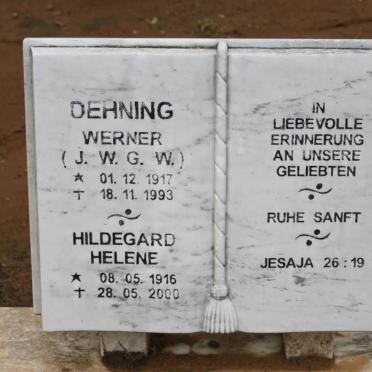 DEHNING
WERNER
( J. W. G. W. )
★ 01. 12. 1917
✝ 18. 11. 1993
HILDEGARD
HELENE
★ 08. 05. 1916
✝ 28. 05. 2000
IN
LIEBEVOLLE
ERINNERUNG
AN UNSERE
GELIEBTEN
RUHE SANFT
JESAJA 26 : 19